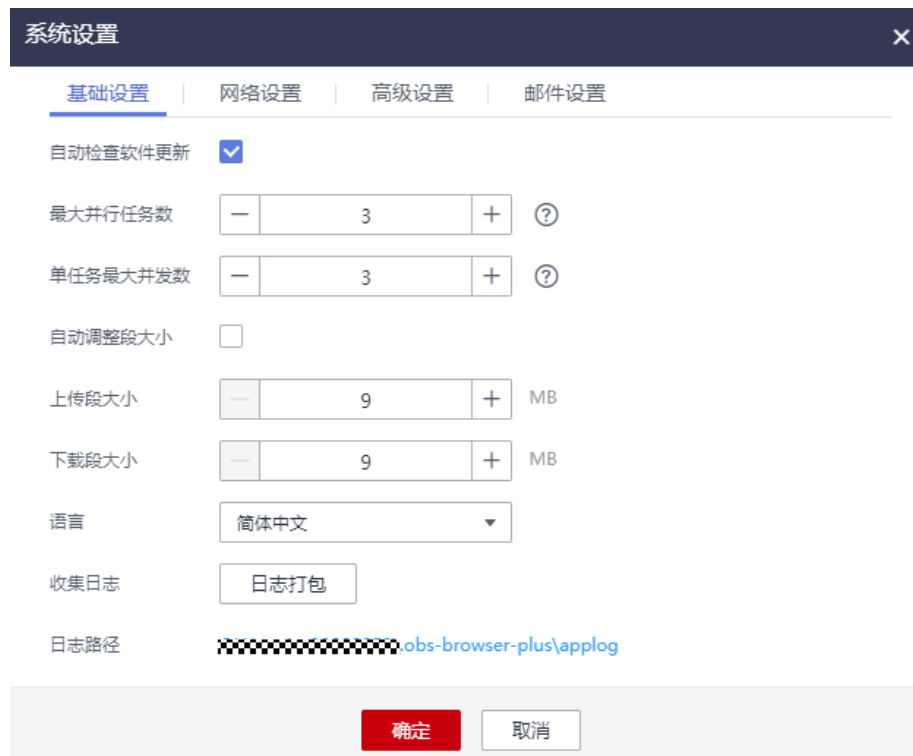 系统设置
基础设置 网络设置 高级设置 邮件设置
自动检查软件更新
最大并行任务数 3
单任务最大并发数 3
自动调整段大小
上传段大小 9 MB
下载段大小 9 MB
语言 简体中文
收集日志 日志打包
日志路径 .obs-browser-plus\applog
确定 取消